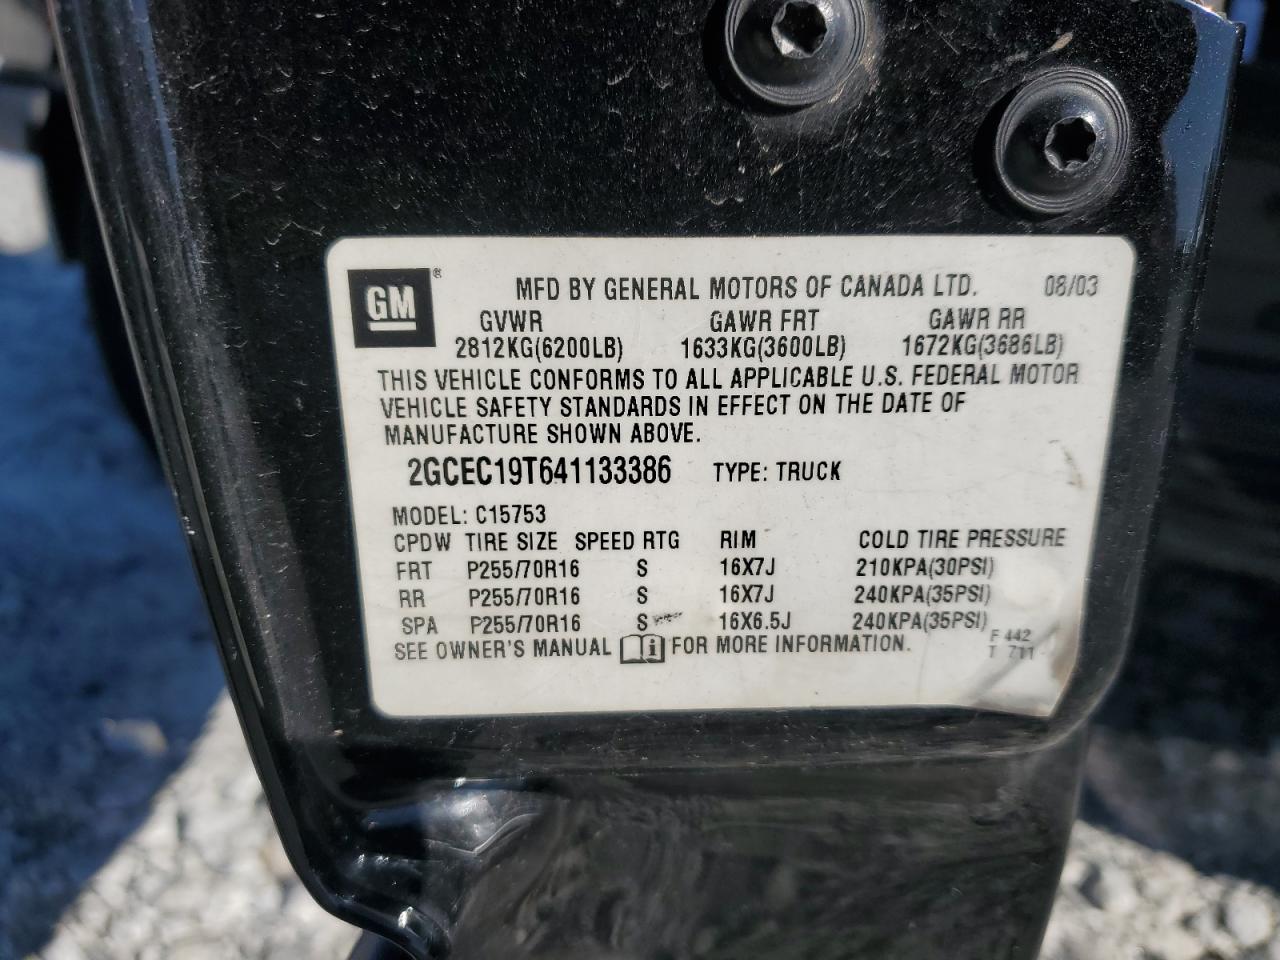 GM ® MFD BY GENERAL MOTORS OF CANADA LTD. 08/03
GVWR GAWR FRT GAWR RR
2812KG(6200LB) 1633KG(3600LB) 1672KG(3686LB)
THIS VEHICLE CONFORMS TO ALL APPLICABLE U.S. FEDERAL MOTOR
VEHICLE SAFETY STANDARDS IN EFFECT ON THE DATE OF
MANUFACTURE SHOWN ABOVE.
2GCEC19T641133386 TYPE: TRUCK
MODEL: C15753
CPDW TIRE SIZE SPEED RTG RIM COLD TIRE PRESSURE
FRT P255/70R16 S 16X7J 210KPA(30PSI)
RR P255/70R16 S 16X7J 240KPA(35PSI)
SPA P255/70R16 S 16X6.5J 240KPA(35PSI)
SEE OWNER'S MANUAL i FOR MORE INFORMATION.
F 442
T 711